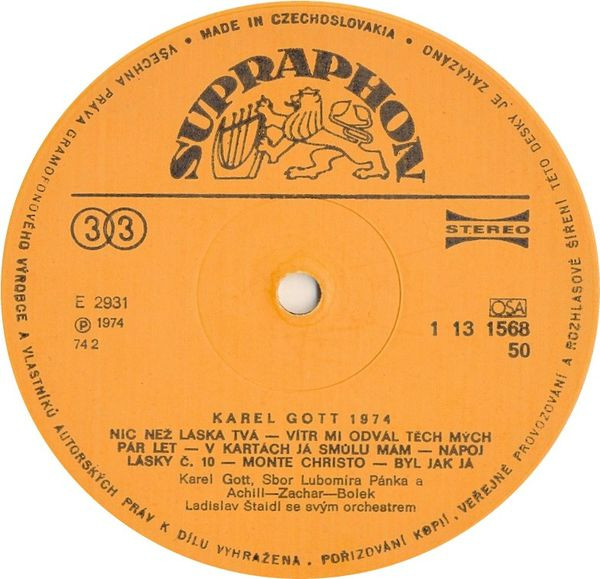 VŠECHNA PRÁVA GRAMOFONOVÉHO VÝROBCE A VLASTNÍKŮ AUTORSKÝCH PRÁV K DÍLU VYHRAŽENA. POŘIZOVÁNÍ KOPIÍ, VEŘEJNÉ PROVOZOVÁNÍ A ROZHLASOVÉ ŠÍŘENÍ TÉTO DESKY JE ZAKÁZÁNO • MADE IN CZECHOSLOVAKIA •
SUPRAPHON
33
STEREO
E 2931
Ⓟ 1974
74 2
OSA
1 13 1568
50
KAREL GOTT 1974
NIC NEŽ LÁSKA TVÁ — VÍTR MI ODVÁL TĚCH MÝCH
PÁR LET — V KARTÁCH JÁ SMŮLU MÁM — NÁPOJ
LÁSKY Č. 10 — MONTE CHRISTO — BYL JAK JÁ
Karel Gott, Sbor Lubomíra Pánka a
Achill—Zachar—Bolek
Ladislav Štaidl se svým orchestrem